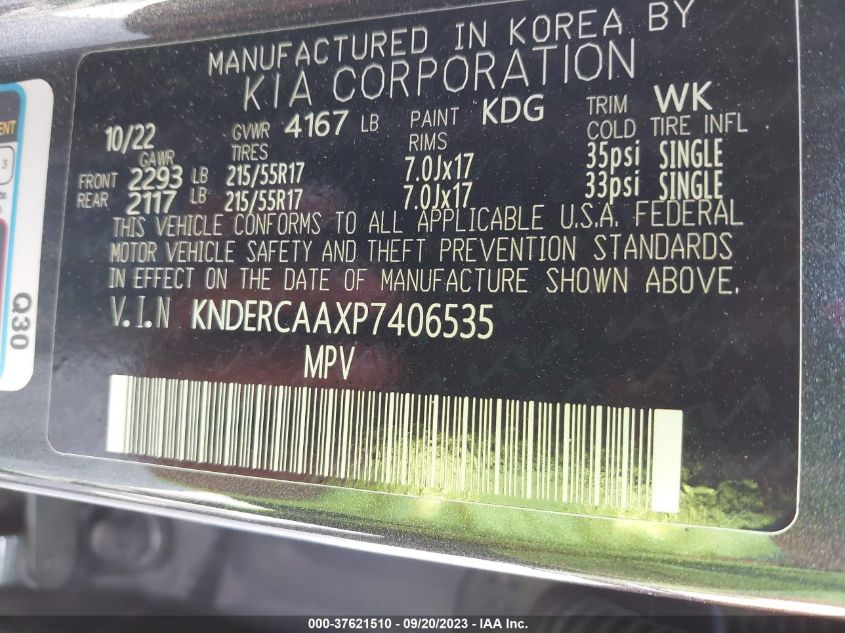 MANUFACTURED IN KOREA BY
KIA CORPORATION
10/22 GVWR 4167 LB PAINT KDG TRIM WK
GAWR TIRES RIMS COLD TIRE INFL
FRONT 2293 LB 215/55R17 7.0Jx17 35psi SINGLE
REAR 2117 LB 215/55R17 7.0Jx17 33psi SINGLE
THIS VEHICLE CONFORMS TO ALL APPLICABLE U.S.A. FEDERAL
MOTOR VEHICLE SAFETY AND THEFT PREVENTION STANDARDS
IN EFFECT ON THE DATE OF MANUFACTURE SHOWN ABOVE.
V.I.N KNDERCAAXP7406535
MPV
Q30
3
000-37621510 - 09/20/2023 - IAA Inc.